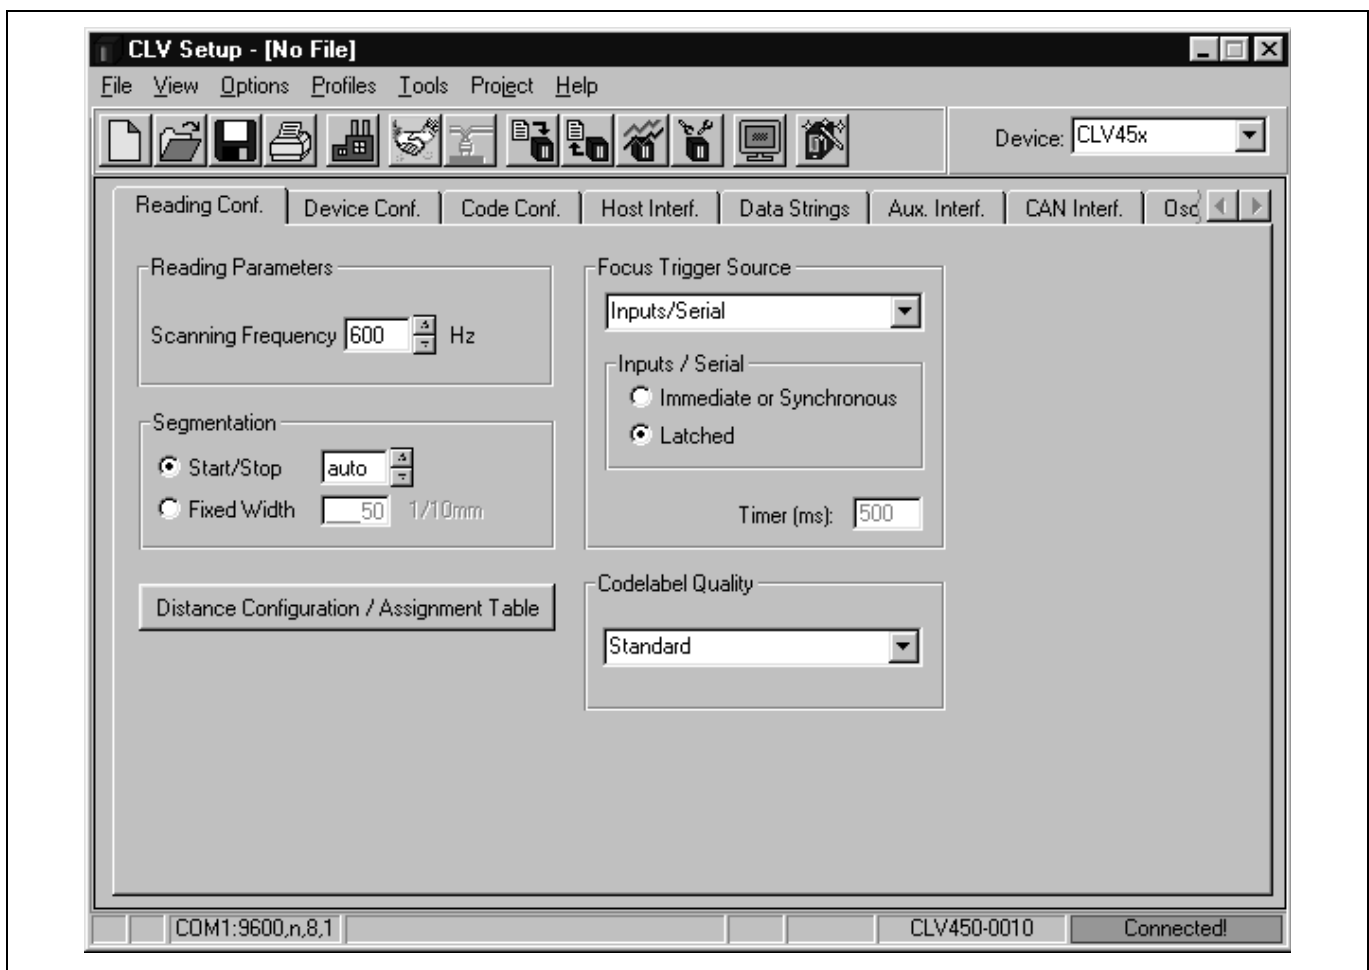 CLV Setup - [No File]
File View Options Profiles Tools Project Help
Device: CLV45x
Reading Conf. Device Conf. Code Conf. Host Interf. Data Strings Aux. Interf. CAN Interf. Osc
Reading Parameters
Scanning Frequency 600 Hz
Segmentation
Start/Stop auto
Fixed Width __50 1/10mm
Distance Configuration / Assignment Table
Focus Trigger Source
Inputs/Serial
Inputs / Serial
Immediate or Synchronous
Latched
Timer (ms): 500
Codelabel Quality
Standard
COM1:9600,n,8,1 CLV450-0010 Connected!